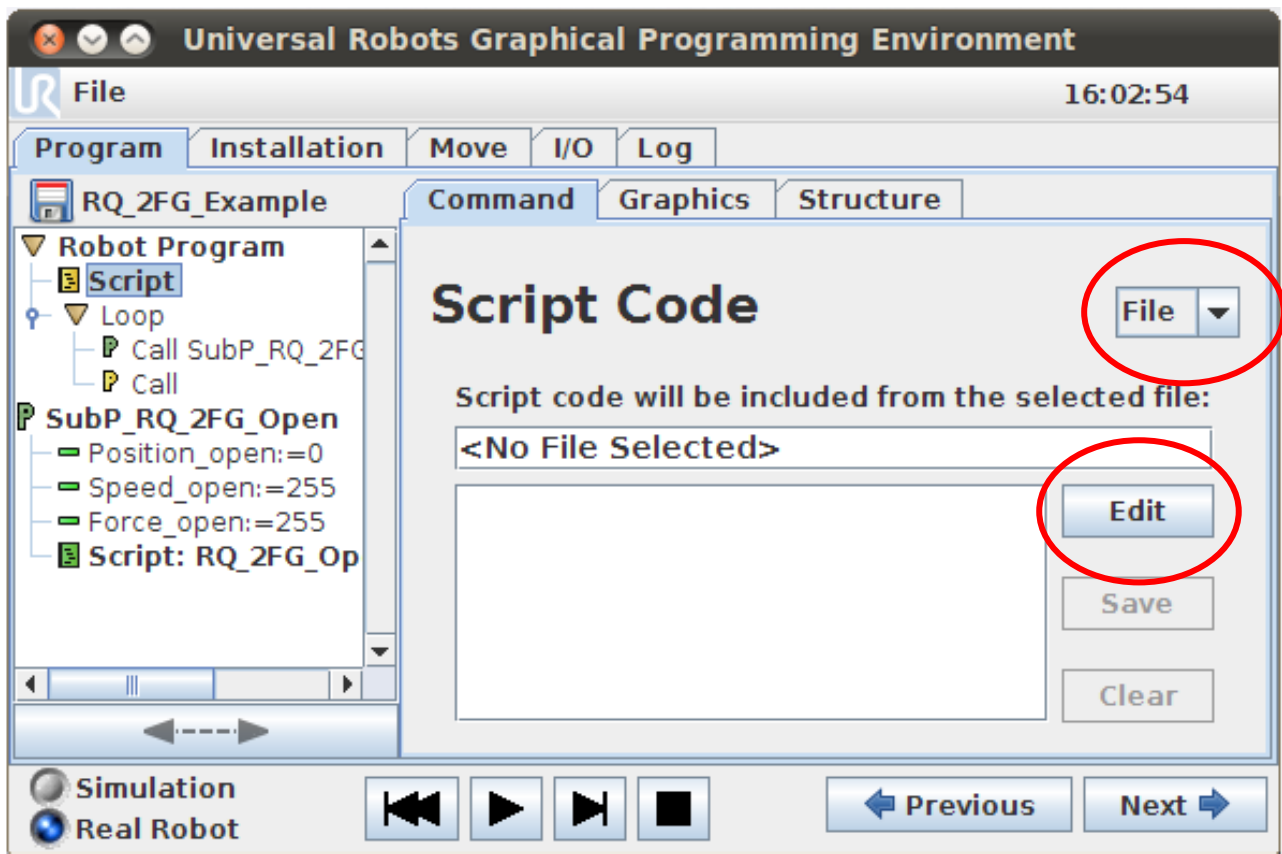 Universal Robots Graphical Programming Environment
UR File 16:02:54
Program Installation Move I/O Log
RQ_2FG_Example
Command Graphics Structure
Robot Program
Script
Loop
Call SubP_RQ_2FG
Call
SubP_RQ_2FG_Open
Position_open:=0
Speed_open:=255
Force_open:=255
Script: RQ_2FG_Op
Script Code
File
Script code will be included from the selected file:
<No File Selected>
Edit
Save
Clear
Simulation
Real Robot
Previous Next